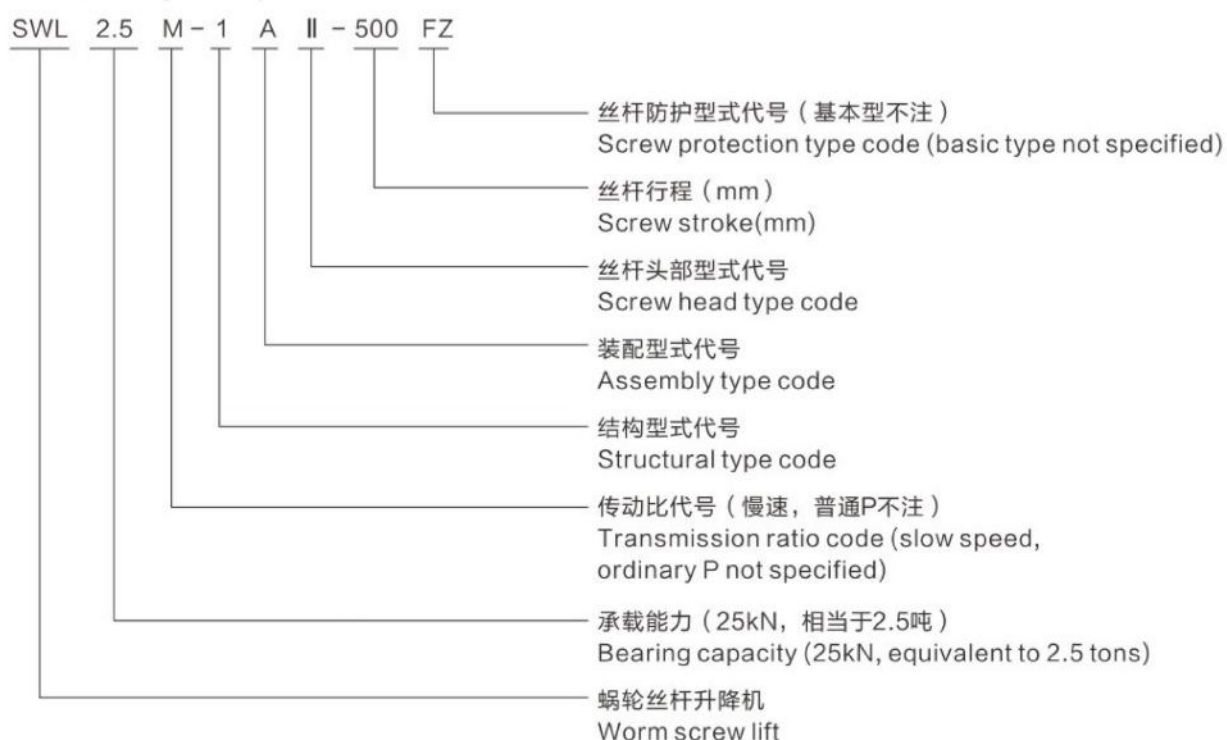 SWL 2.5 M - 1 A Ⅱ - 500 FZ
丝杆防护型式代号（基本型不注）
Screw protection type code (basic type not specified)
丝杆行程（mm）
Screw stroke(mm)
丝杆头部型式代号
Screw head type code
装配型式代号
Assembly type code
结构型式代号
Structural type code
传动比代号（慢速，普通P不注）
Transmission ratio code (slow speed,
ordinary P not specified)
承载能力（25kN，相当于2.5吨）
Bearing capacity (25kN, equivalent to 2.5 tons)
蜗轮丝杆升降机
Worm screw lift